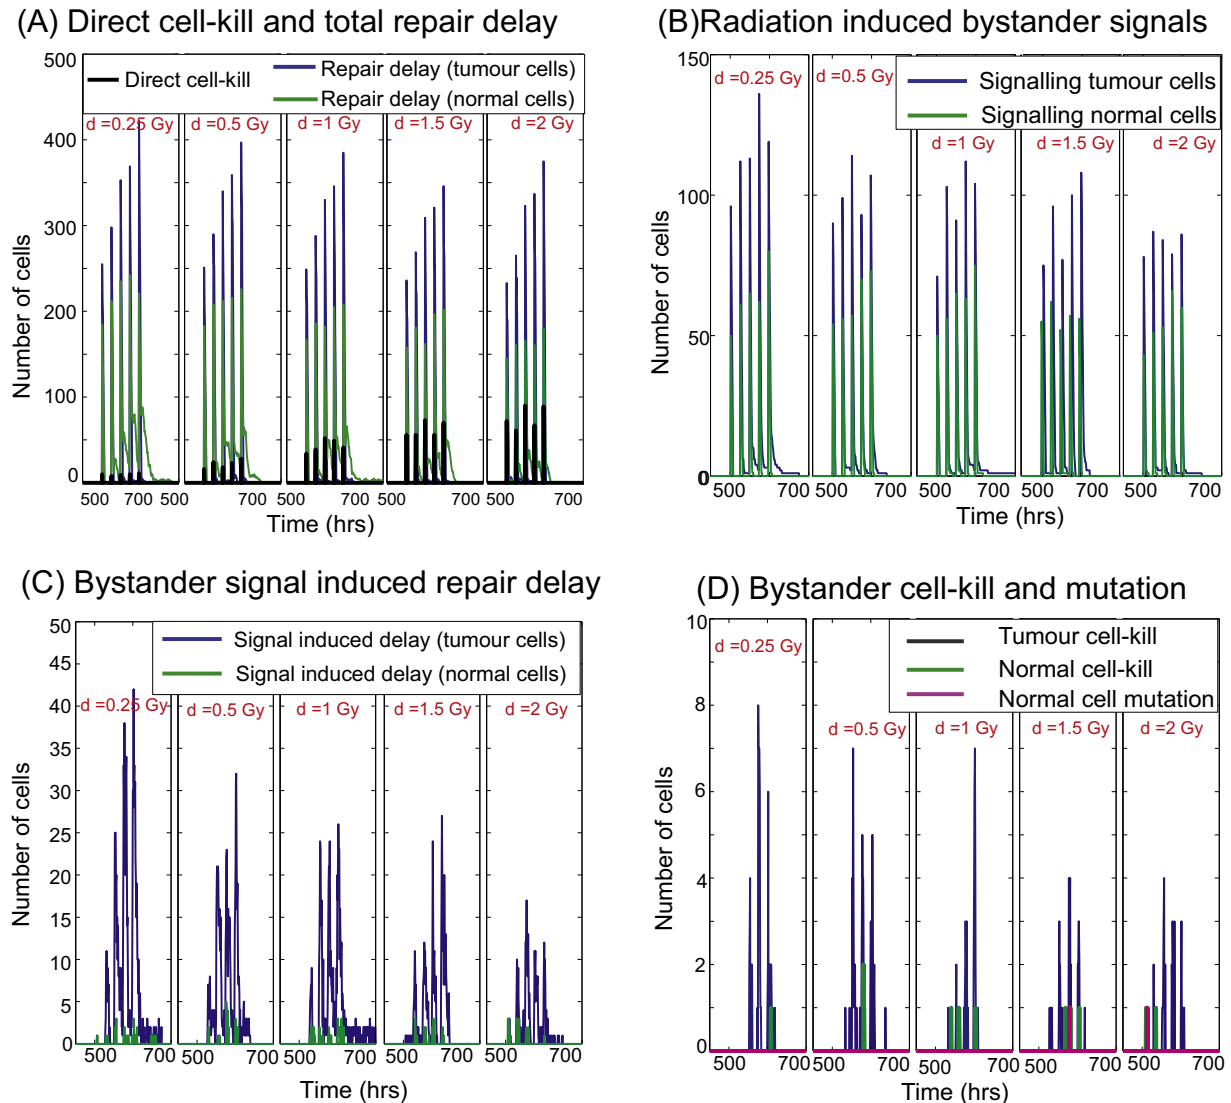 (A) Direct cell-kill and total repair delay
500
400
300
200
100
0
Number of cells
Direct cell-kill
Repair delay (tumour cells)
Repair delay (normal cells)
d =0.25 Gy
d =0.5 Gy
d =1 Gy
d =1.5 Gy
d =2 Gy
500 700 500 700 500 700 500 700 500 700
Time (hrs)
(B)Radiation induced bystander signals
150
100
50
0
Number of cells
Signalling tumour cells
Signalling normal cells
d =0.25 Gy
d =0.5 Gy
d =1 Gy
d =1.5 Gy
d =2 Gy
500 700 500 700 500 700 500 700 500 700
Time (hrs)
(C) Bystander signal induced repair delay
50
45
40
35
30
25
20
15
10
5
0
Number of cells
Signal induced delay (tumour cells)
Signal induced delay (normal cells)
d =0.25 Gy
d =0.5 Gy
d =1 Gy
d =1.5 Gy
d =2 Gy
500 700 500 700 500 700 500 700 500 700
Time (hrs)
(D) Bystander cell-kill and mutation
10
8
6
4
2
0
Number of cells
Tumour cell-kill
Normal cell-kill
Normal cell mutation
d =0.25 Gy
d =0.5 Gy
d =1 Gy
d =1.5 Gy
d =2 Gy
500 700 500 700 500 700 500 700 500 700
Time (hrs)